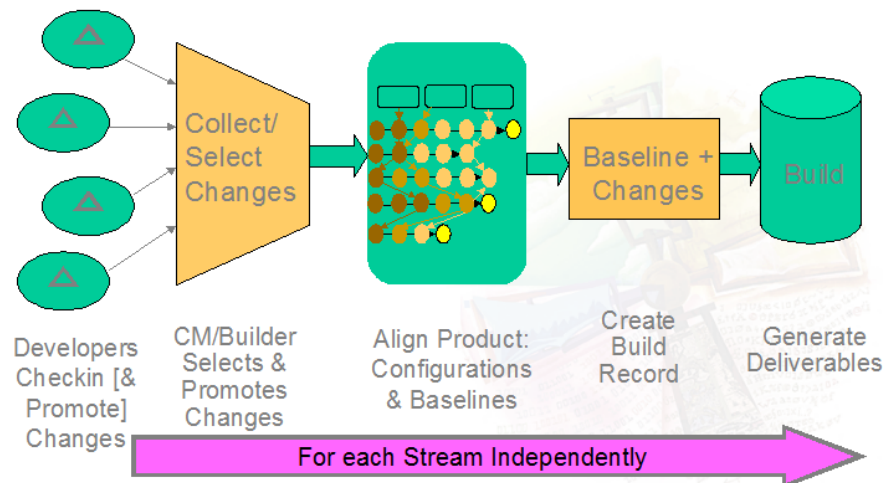 Collect/
Select
Changes
Baseline +
Changes
Build
Developers
Checkin [&
Promote]
Changes
CM/Builder
Selects &
Promotes
Changes
Align Product:
Configurations
& Baselines
Create
Build
Record
Generate
Deliverables
For each Stream Independently